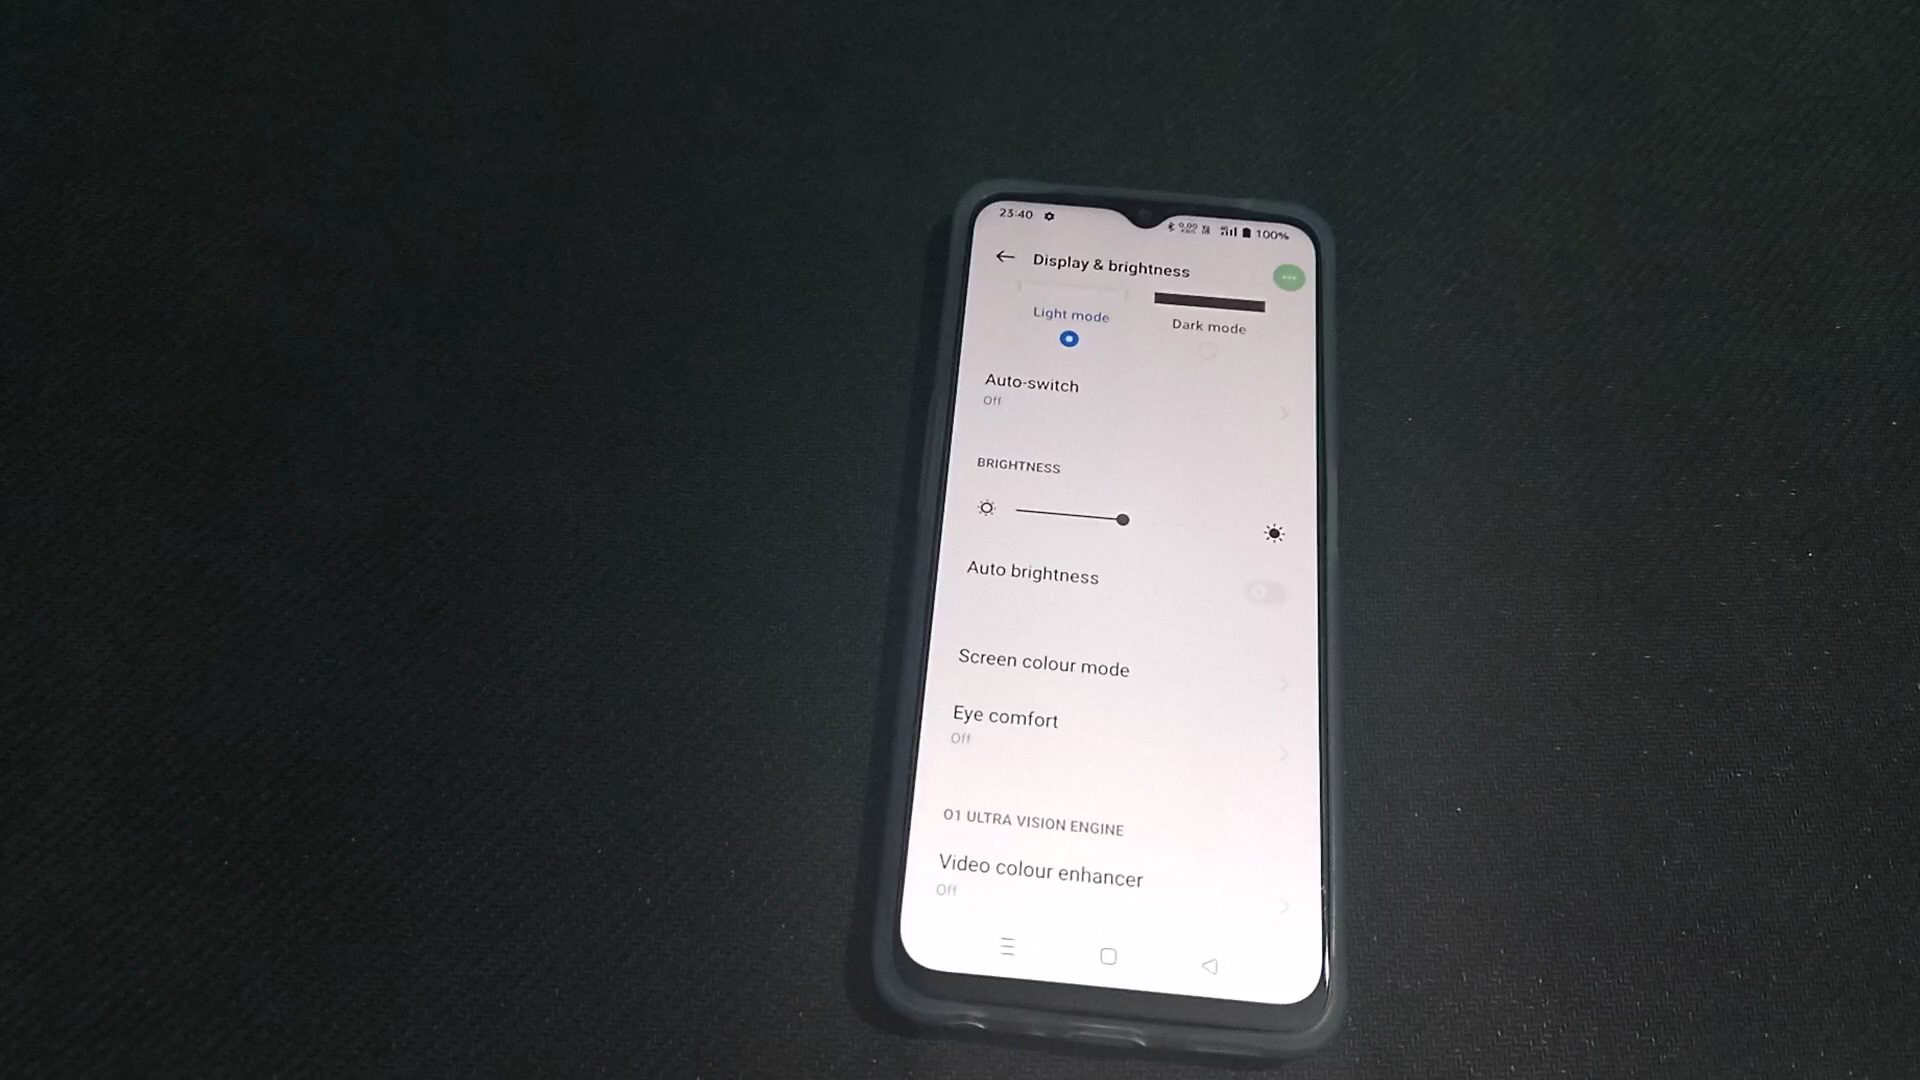 23:40
100%
Display & brightness
Light mode
Dark mode
Auto-switch
Off
BRIGHTNESS
Auto brightness
Screen colour mode
Eye comfort
Off
O1 ULTRA VISION ENGINE
Video colour enhancer
Off